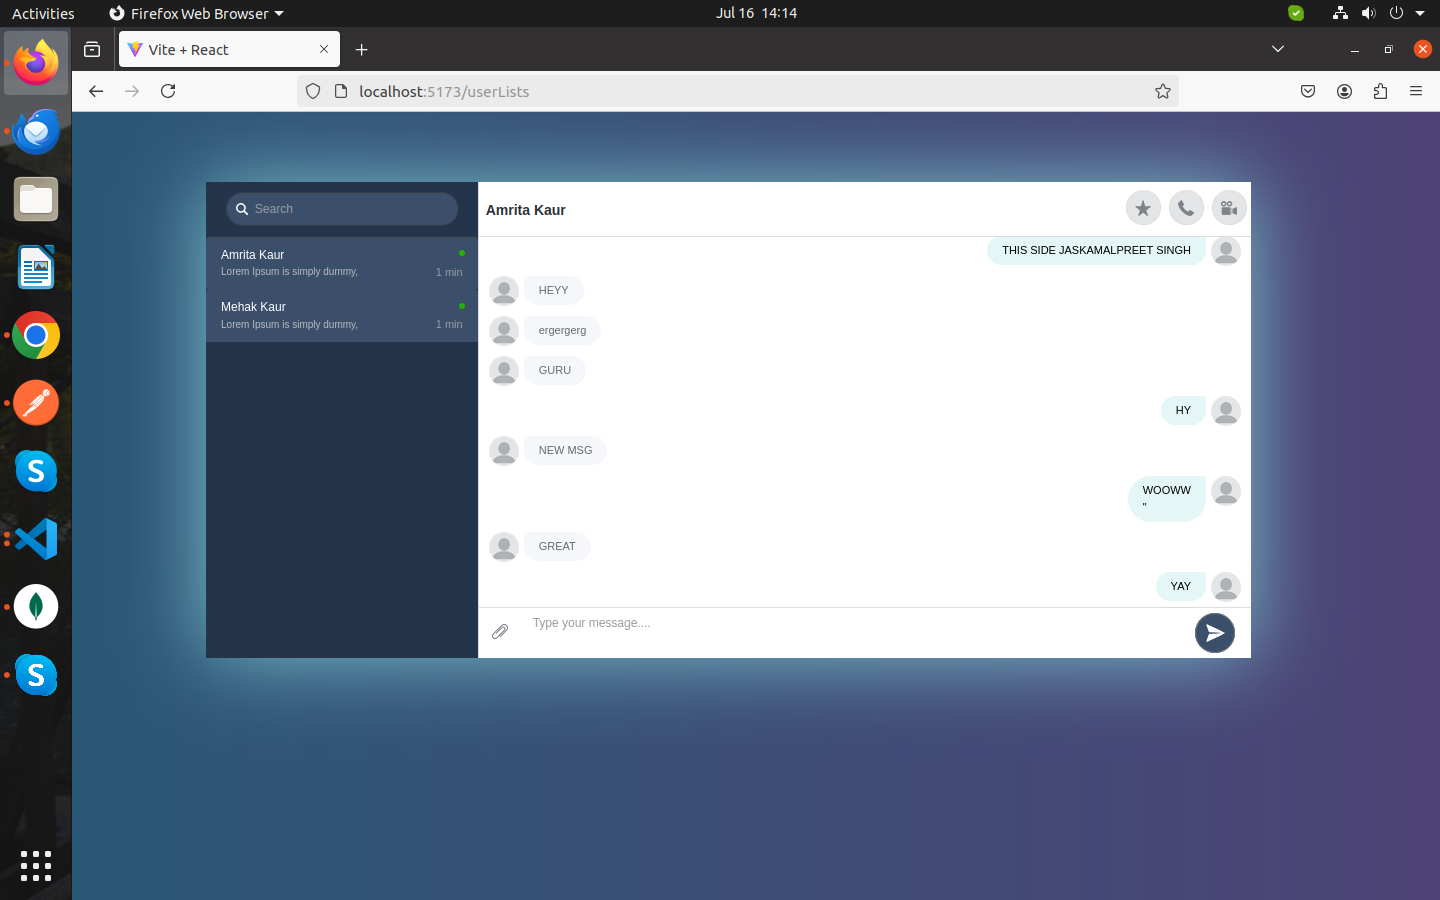 Activities
Firefox Web Browser
Jul 16 14:14
Vite + React
localhost:5173/userLists
Search
Amrita Kaur
Lorem Ipsum is simply dummy,
1 min
Mehak Kaur
Lorem Ipsum is simply dummy,
1 min
Amrita Kaur
THIS SIDE JASKAMALPREET SINGH
HEYY
ergergerg
GURU
HY
NEW MSG
WOOWW
"
GREAT
YAY
Type your message....